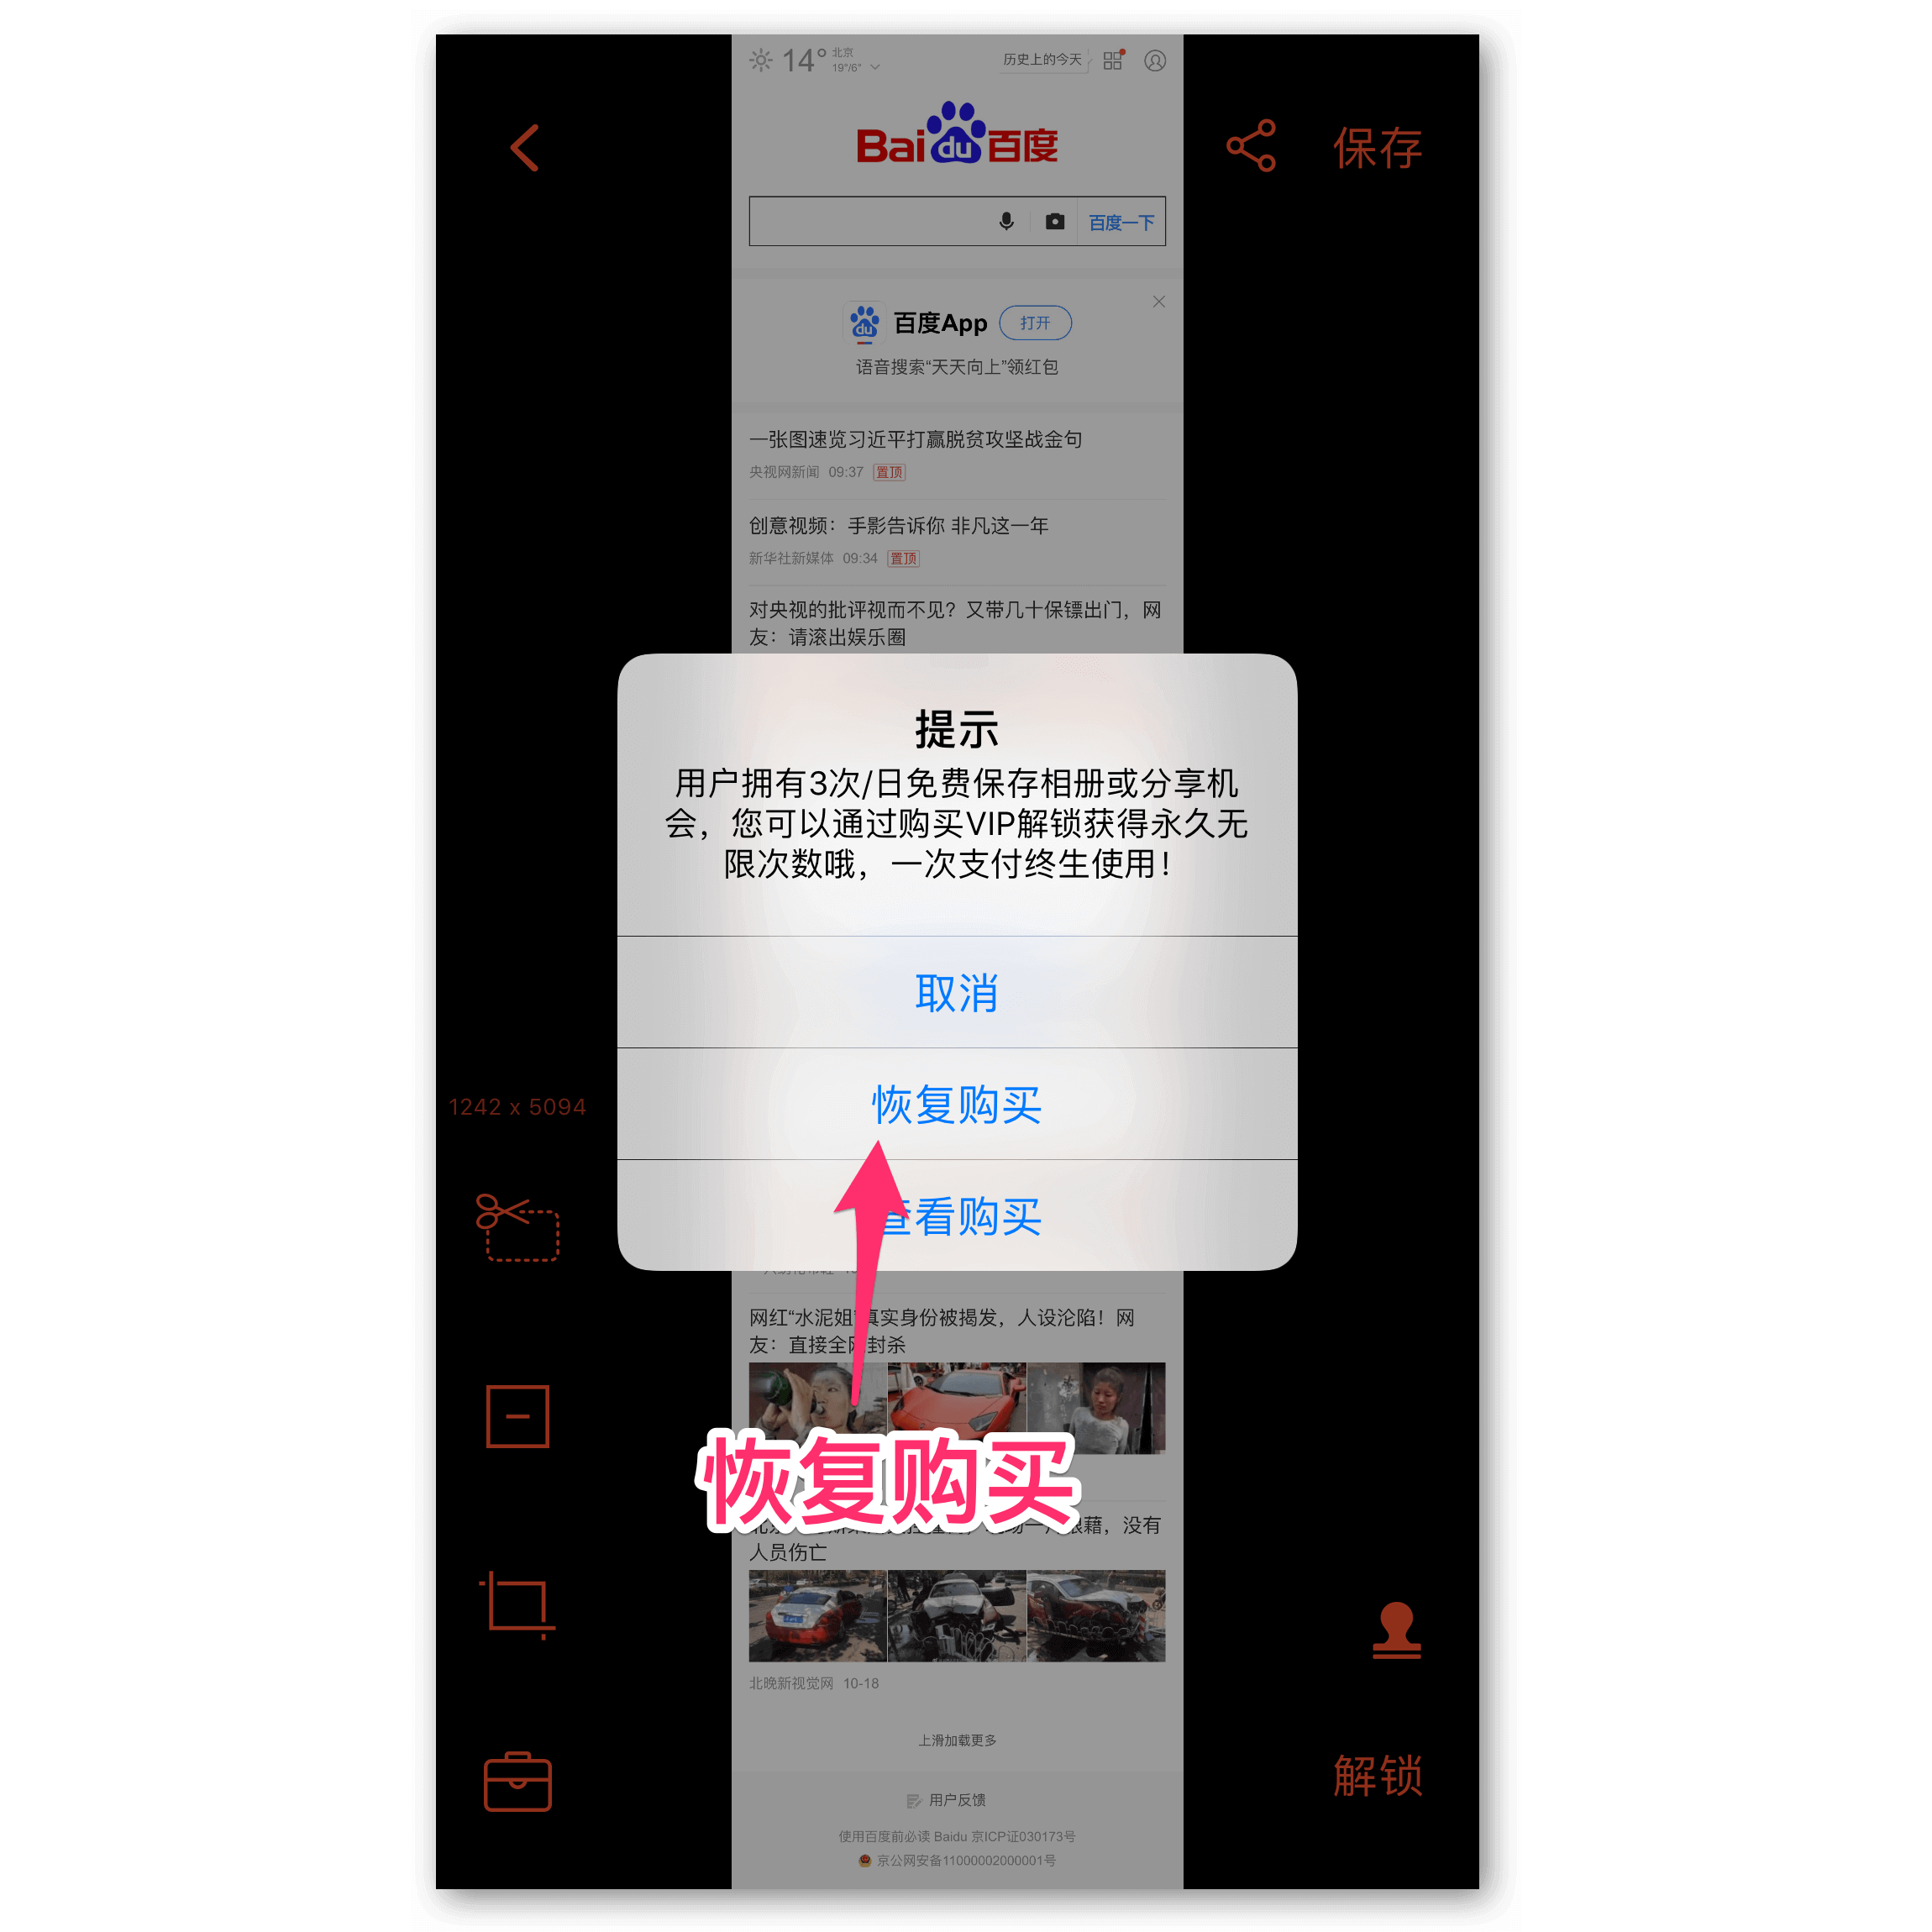 14° 北京
19°/6°
历史上的今天
保存
Bai du 百度
百度一下
du 百度App 打开
语音搜索“天天向上”领红包
一张图速览习近平打赢脱贫攻坚战金句
央视网新闻 09:37 置顶
创意视频：手影告诉你 非凡这一年
新华社新媒体 09:34 置顶
对央视的批评视而不见？又带几十保镖出门，网
友：请滚出娱乐圈
提示
用户拥有3次/日免费保存相册或分享机
会，您可以通过购买VIP解锁获得永久无
限次数哦，一次支付终生使用！
取消
恢复购买
查看购买
1242 x 5094
网红“水泥姐”真实身份被揭发，人设沦陷！网
友：直接全网封杀
恢复购买
狼藉，没有
人员伤亡
北晚新视觉网 10-18
上滑加载更多
解锁
用户反馈
使用百度前必读 Baidu 京ICP证030173号
京公网安备11000002000001号